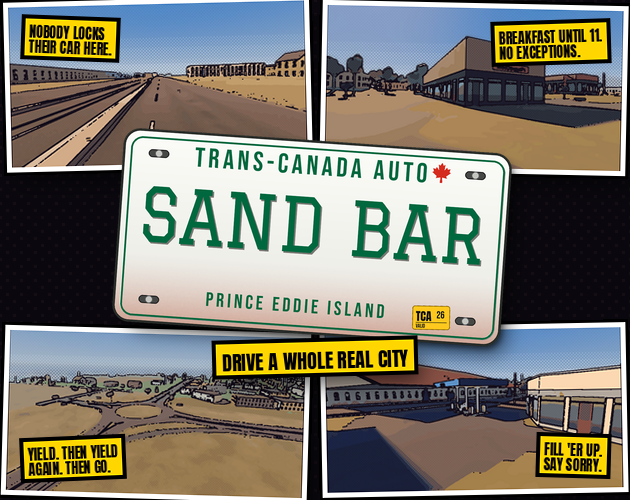 NOBODY LOCKS
THEIR CAR HERE.
BREAKFAST UNTIL 11.
NO EXCEPTIONS.
TRANS-CANADA AUTO
SAND BAR
PRINCE EDDIE ISLAND
TCA 26
VALID
DRIVE A WHOLE REAL CITY
YIELD. THEN YIELD
AGAIN. THEN GO.
FILL 'ER UP.
SAY SORRY.